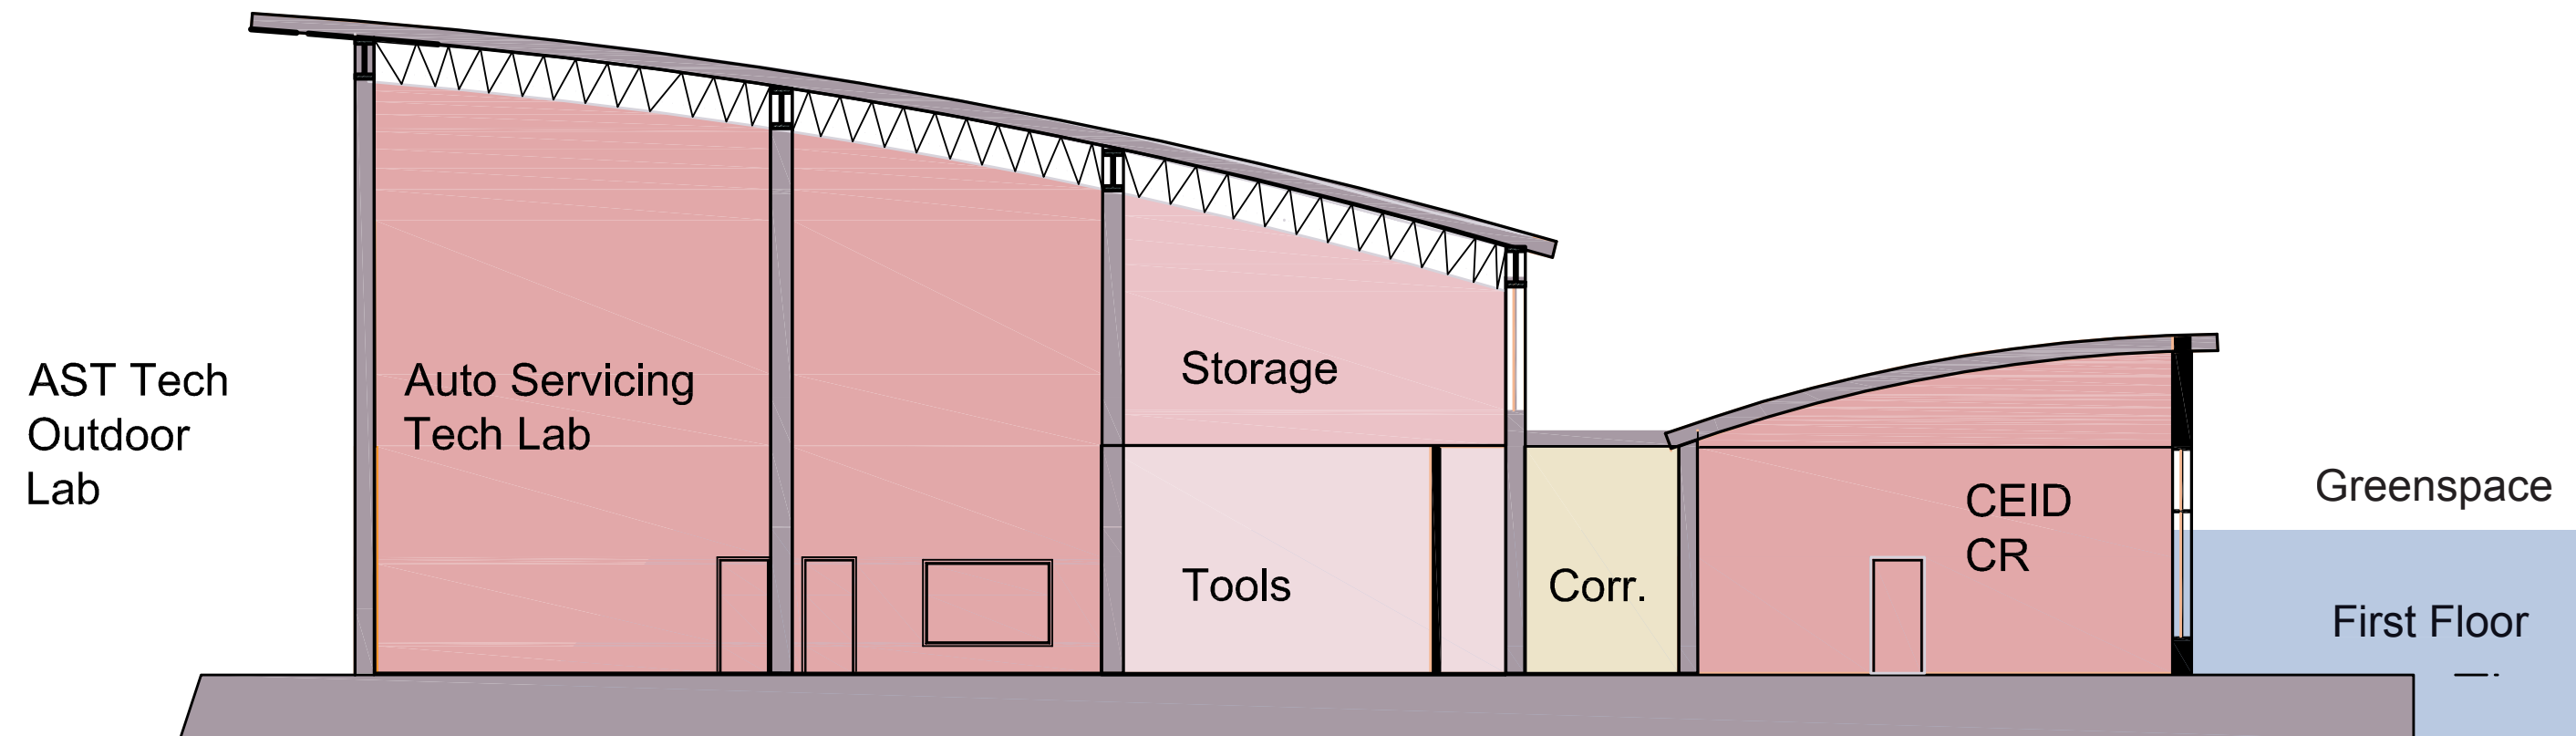 AST Tech
Outdoor
Lab
Auto Servicing
Tech Lab
Storage
Tools
Corr.
CEID
CR
Greenspace
First Floor